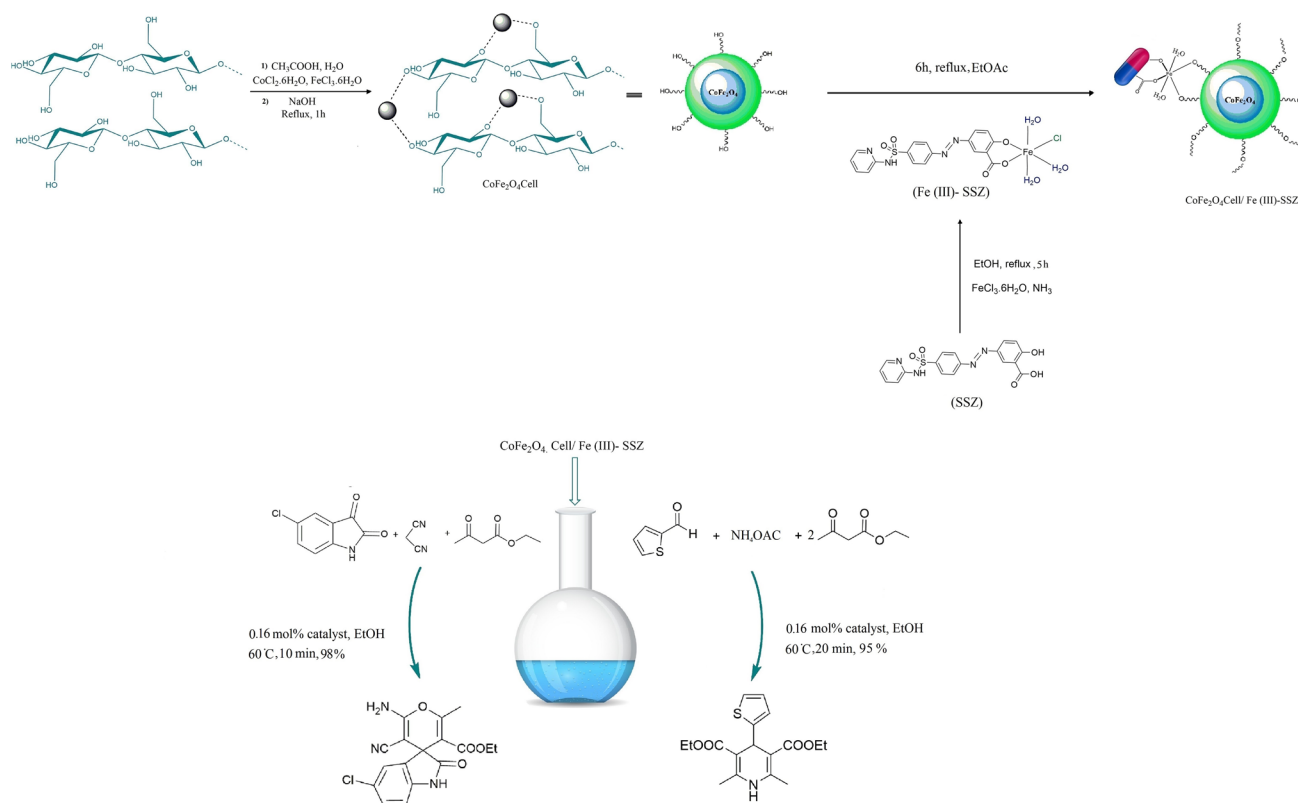 1) CH₃COOH, H₂O
CoCl₂.6H₂O, FeCl₃.6H₂O
2) NaOH
Reflux, 1h
CoFe₂O₄Cell
CoFe₂O₄
6h, reflux,EtOAc
(Fe (III)- SSZ)
CoFe₂O₄
CoFe₂O₄Cell/ Fe (III)-SSZ
EtOH, reflux ,5h
FeCl₃.6H₂O, NH₃
(SSZ)
CoFe₂O₄, Cell/ Fe (III)- SSZ
Cl O O N H + CN CN + O O O
S O H + NH₄OAC + 2 O O O
0.16 mol% catalyst, EtOH
60°C,10 min,98%
0.16 mol% catalyst, EtOH
60°C,20 min, 95 %
H₂N O
NC COOEt
Cl O NH
S
EtOOC COOEt
N
H